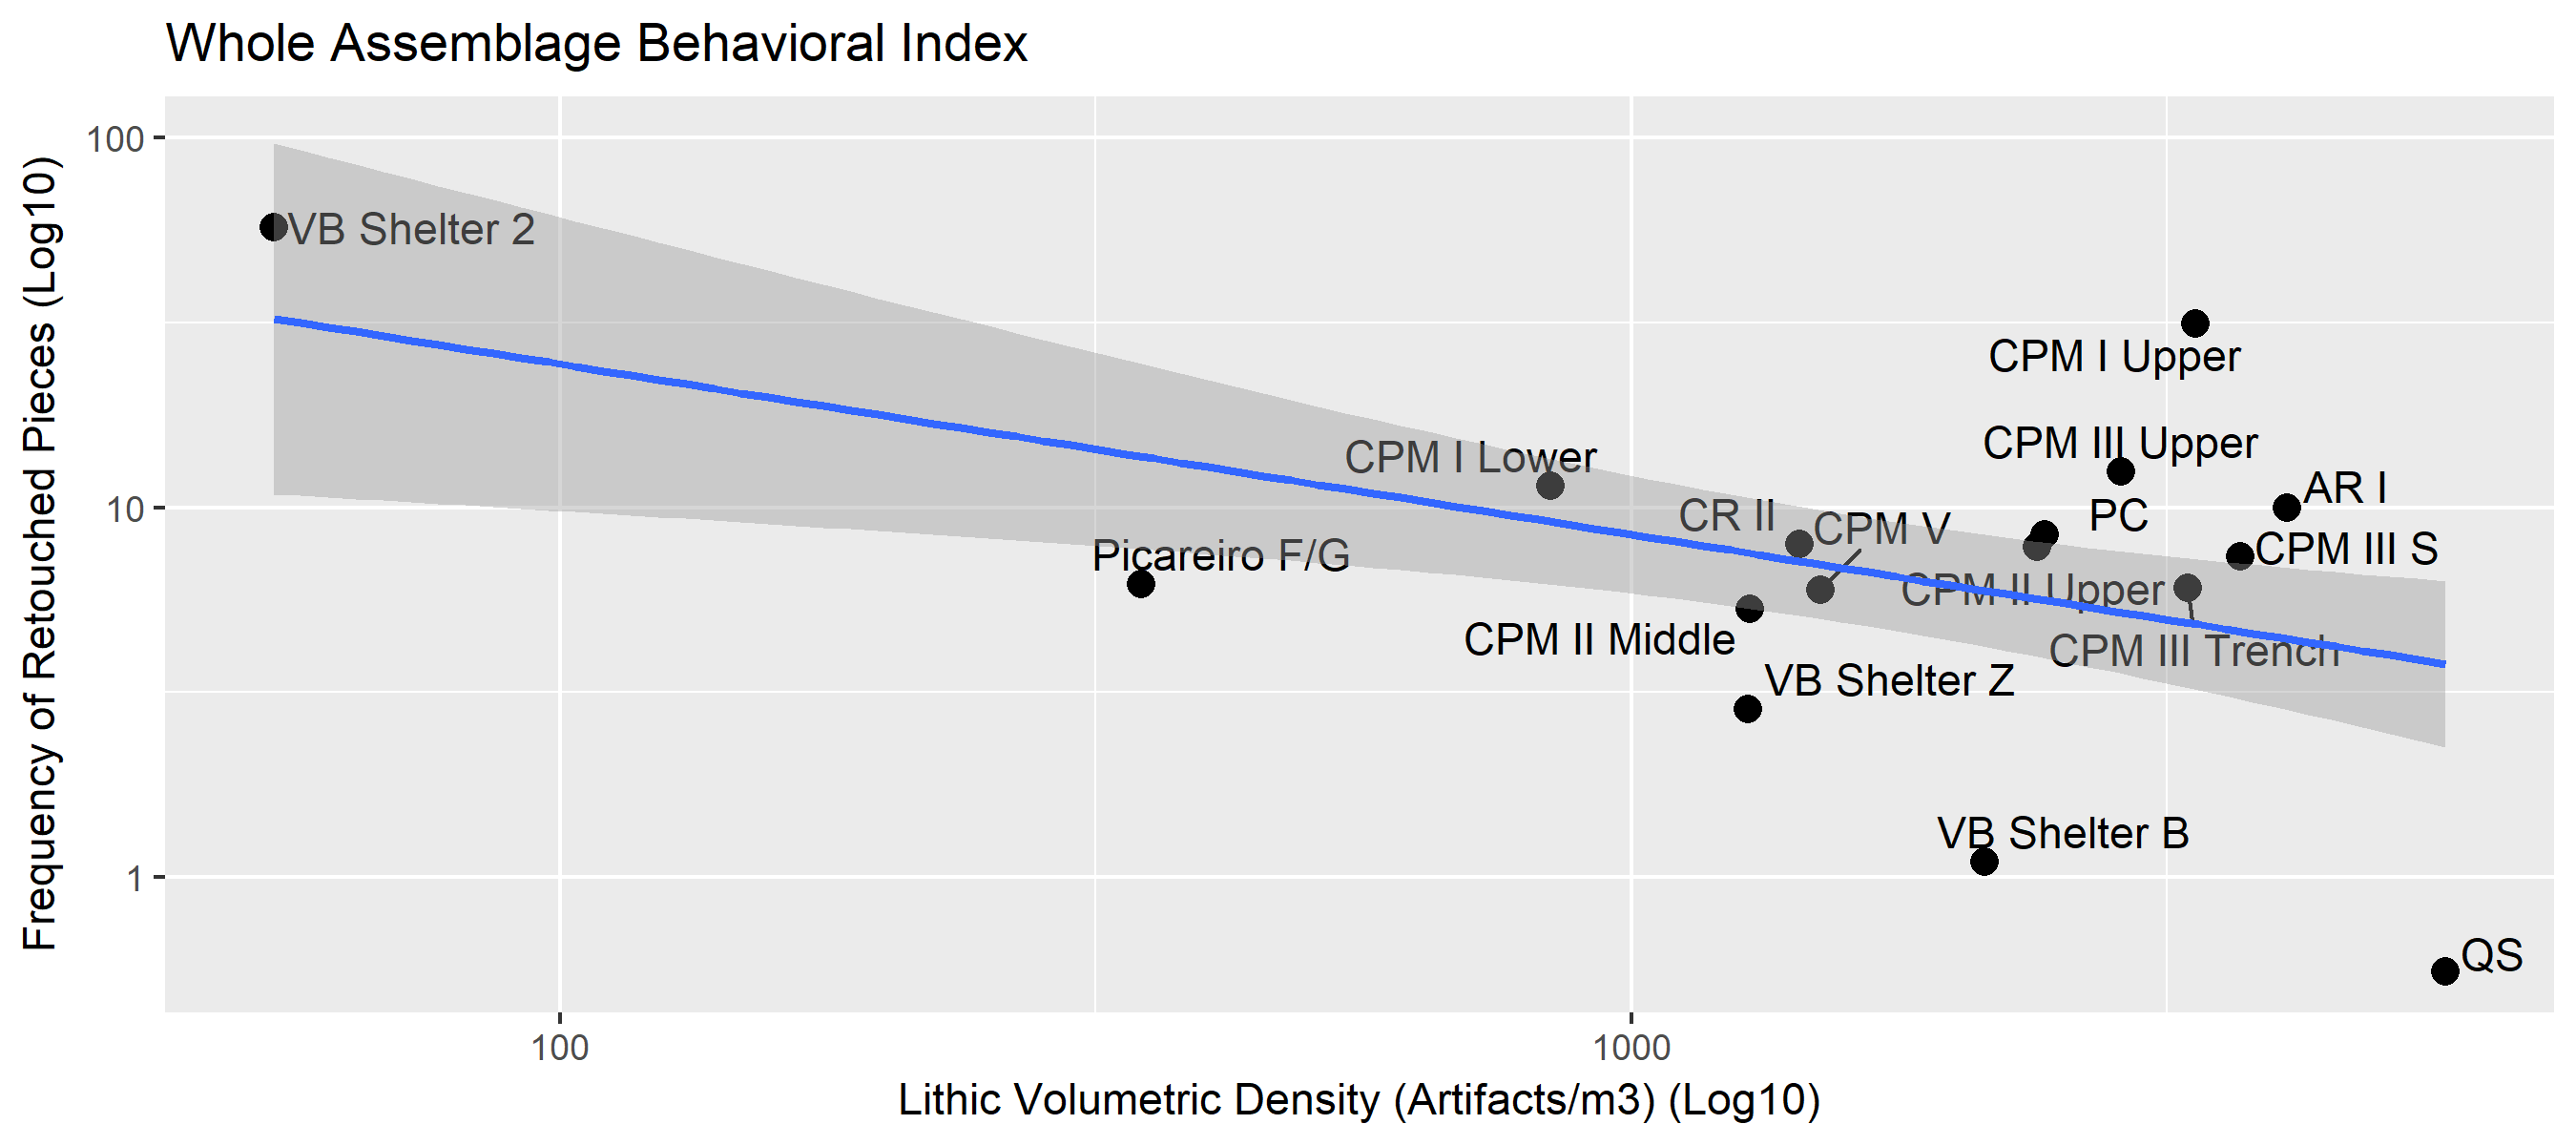 Whole Assemblage Behavioral Index
Frequency of Retouched Pieces (Log10)
100
10
1
VB Shelter 2
CPM I Upper
CPM III Upper
CPM I Lower
AR I
CR II
CPM V
PC
Picareiro F/G
CPM III S
CPM II Upper
CPM II Middle
CPM III Trench
VB Shelter Z
VB Shelter B
QS
100
1000
Lithic Volumetric Density (Artifacts/m3) (Log10)